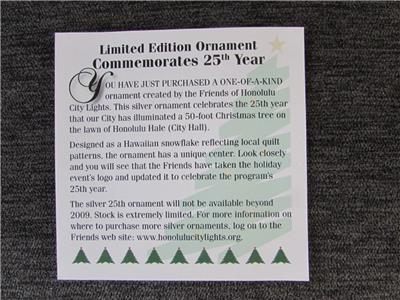 Limited Edition Ornament
Commemorates 25th Year
YOU HAVE JUST PURCHASED A ONE-OF-A-KIND
ornament created by the Friends of Honolulu
City Lights. This silver ornament celebrates the 25th year
that our City has illuminated a 50-foot Christmas tree on
the lawn of Honolulu Hale (City Hall).
Designed as a Hawaiian snowflake reflecting local quilt
patterns, the ornament has a unique center. Look closely
and you will see that the Friends have taken the holiday
event's logo and updated it to celebrate the program's
25th year.
The silver 25th ornament will not be available beyond
2009. Stock is extremely limited. For more information on
where to purchase more silver ornaments, log on to the
Friends web site: www.honolulucitylights.org.